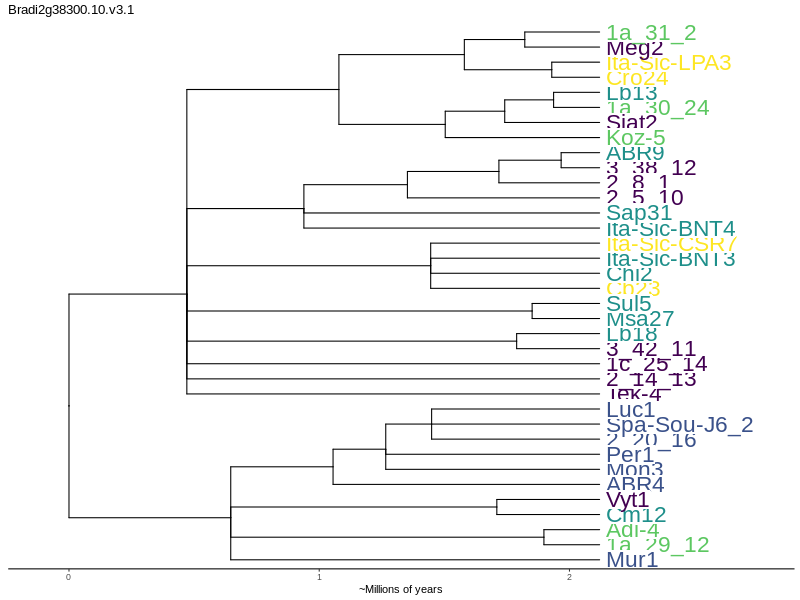 Bradi2g38300.10.v3.1
1a_31_2
Meg2
Ita-Sic-LPA3
Cro24
Lb13
1a_30_24
Siat2
Koz-5
ABR9
3_38_12
2_8_1
2_5_10
Sap31
Ita-Sic-BNT4
Ita-Sic-CSR7
Ita-Sic-BNT3
Chi2
Cb23
Sul5
Msa27
Lb18
3_42_11
1c_25_14
2_14_13
Tek-4
Luc1
Spa-Sou-J6_2
2_20_16
Per1
Mon3
ABR4
Vyt1
Cm12
Adi-4
1a_29_12
Mur1
0 1 2
~Millions of years